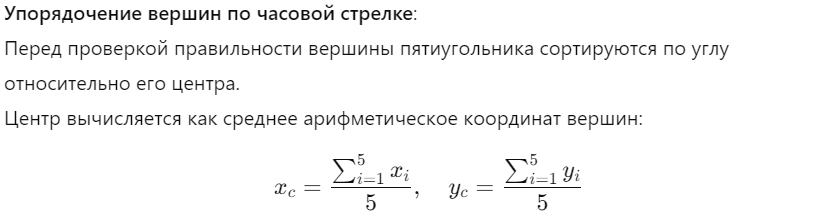 Упорядочение вершин по часовой стрелке:
Перед проверкой правильности вершины пятиугольника сортируются по углу
относительно его центра.
Центр вычисляется как среднее арифметическое координат вершин:
x_c = \frac{\sum_{i=1}^{5} x_i}{5}, \quad y_c = \frac{\sum_{i=1}^{5} y_i}{5}